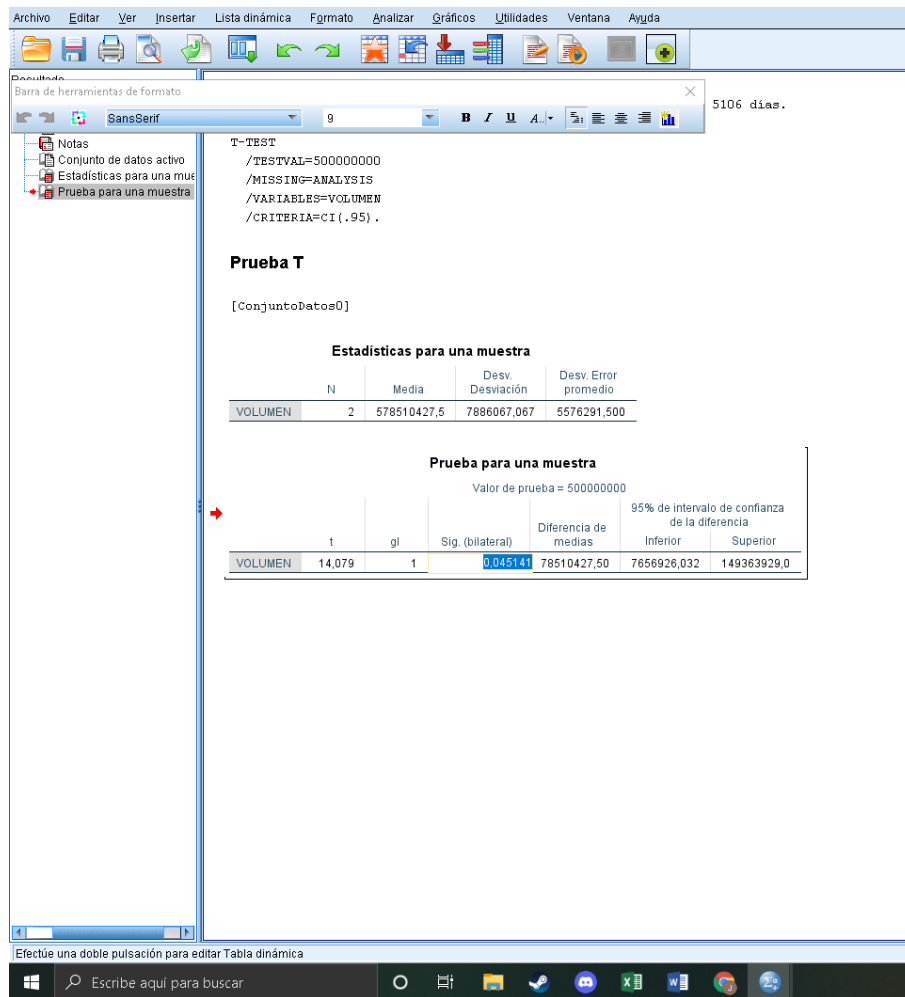 Archivo Editar Ver Insertar Lista dinámica Formato Analizar Gráficos Utilidades Ventana Ayuda
Resultado
Barra de herramientas de formato
5106 días.
SansSerif 9 B I U A..
Notas
Conjunto de datos activo
Estadísticas para una mue
Prueba para una muestra
T-TEST
/TESTVAL=500000000
/MISSING=ANALYSIS
/VARIABLES=VOLUMEN
/CRITERIA=CI(.95).
Prueba T
[ConjuntoDatos0]
Estadísticas para una muestra
N Media Desv. Desviación Desv. Error promedio
VOLUMEN 2 578510427,5 7886067,067 5576291,500
Prueba para una muestra
Valor de prueba = 500000000
95% de intervalo de confianza de la diferencia
t gl Sig. (bilateral) Diferencia de medias Inferior Superior
VOLUMEN 14,079 1 0,045141 78510427,50 7656926,032 149363929,0
Efectúe una doble pulsación para editar Tabla dinámica
Escribe aquí para buscar